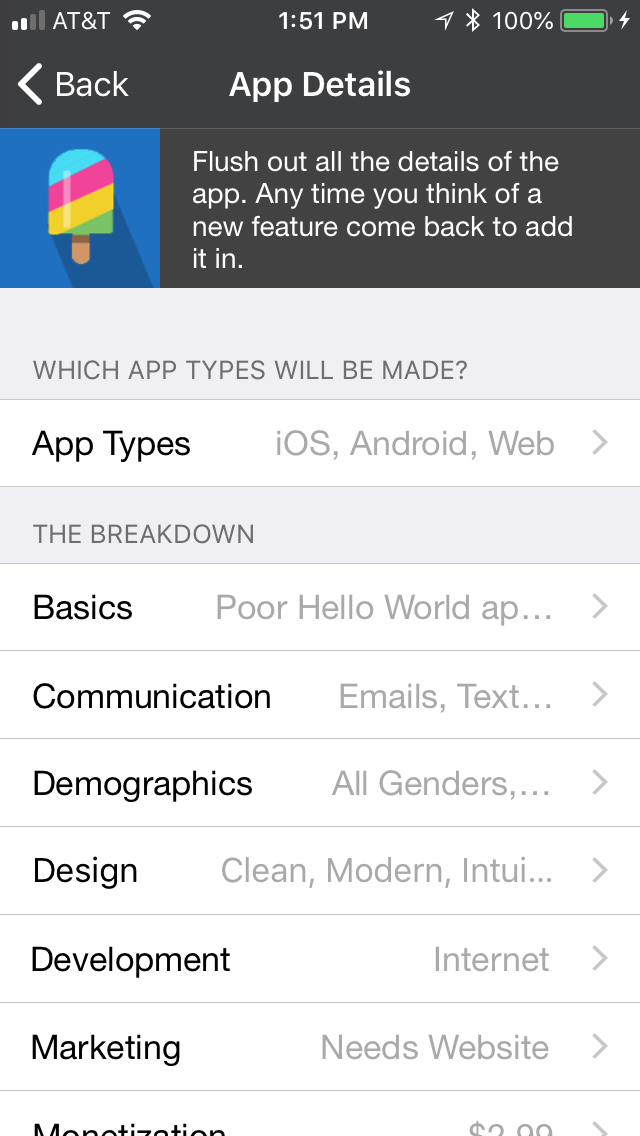 AT&T 1:51 PM 100%
Back App Details
Flush out all the details of the
app. Any time you think of a
new feature come back to add
it in.
WHICH APP TYPES WILL BE MADE?
App Types iOS, Android, Web
THE BREAKDOWN
Basics Poor Hello World ap...
Communication Emails, Text...
Demographics All Genders,...
Design Clean, Modern, Intui...
Development Internet
Marketing Needs Website
Monetization $2.99